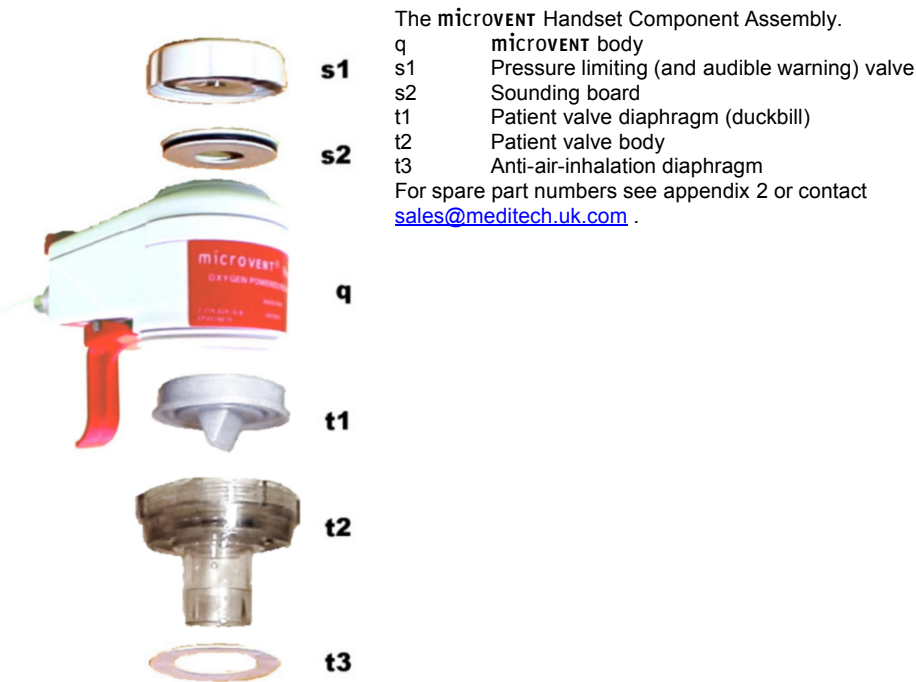 The microVENT Handset Component Assembly.
q microVENT body
s1 Pressure limiting (and audible warning) valve
s2 Sounding board
t1 Patient valve diaphragm (duckbill)
t2 Patient valve body
t3 Anti-air-inhalation diaphragm
For spare part numbers see appendix 2 or contact
sales@meditech.uk.com .
s1
s2
microVENT
OXYGEN POWERED
q
t1
t2
t3